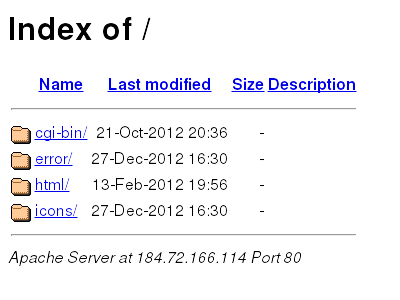 Index of /
Name Last modified Size Description
cgi-bin/ 21-Oct-2012 20:36 -
error/ 27-Dec-2012 16:30 -
html/ 13-Feb-2012 19:56 -
icons/ 27-Dec-2012 16:30 -
Apache Server at 184.72.166.114 Port 80